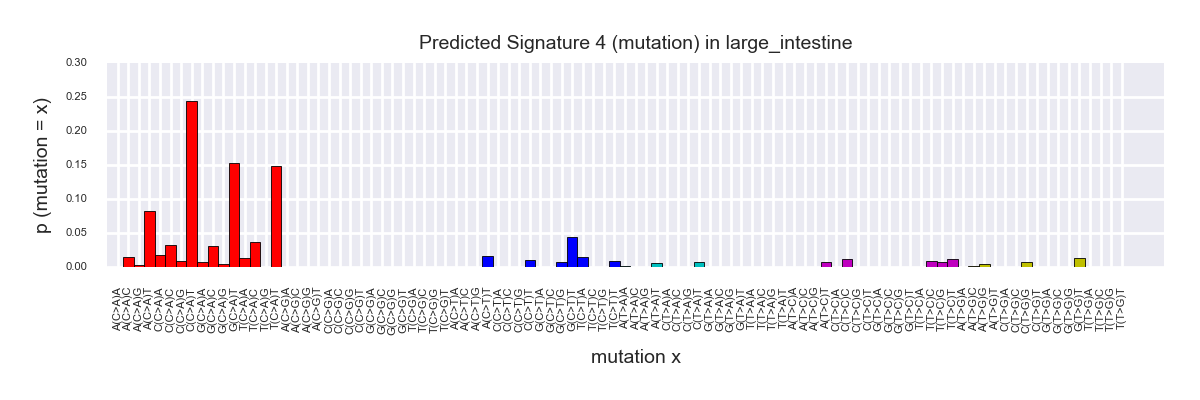 Predicted Signature 4 (mutation) in large_intestine
p (mutation = x)
0.30
0.25
0.20
0.15
0.10
0.05
0.00
A(C>A)A
A(C>A)C
A(C>A)G
A(C>A)T
C(C>A)A
C(C>A)C
C(C>A)G
C(C>A)T
G(C>A)A
G(C>A)C
G(C>A)G
G(C>A)T
T(C>A)A
T(C>A)C
T(C>A)G
T(C>A)T
A(C>G)A
A(C>G)C
A(C>G)G
A(C>G)T
C(C>G)A
C(C>G)C
C(C>G)G
C(C>G)T
G(C>G)A
G(C>G)C
G(C>G)G
G(C>G)T
T(C>G)A
T(C>G)C
T(C>G)G
T(C>G)T
A(C>T)A
A(C>T)C
A(C>T)G
A(C>T)T
C(C>T)A
C(C>T)C
C(C>T)G
C(C>T)T
G(C>T)A
G(C>T)C
G(C>T)G
G(C>T)T
T(C>T)A
T(C>T)C
T(C>T)G
T(C>T)T
A(T>A)A
A(T>A)C
A(T>A)G
A(T>A)T
C(T>A)A
C(T>A)C
C(T>A)G
C(T>A)T
G(T>A)A
G(T>A)C
G(T>A)G
G(T>A)T
T(T>A)A
T(T>A)C
T(T>A)G
T(T>A)T
A(T>C)A
A(T>C)C
A(T>C)G
A(T>C)T
C(T>C)A
C(T>C)C
C(T>C)G
C(T>C)T
G(T>C)A
G(T>C)C
G(T>C)G
G(T>C)T
T(T>C)A
T(T>C)C
T(T>C)G
T(T>C)T
A(T>G)A
A(T>G)C
A(T>G)G
A(T>G)T
C(T>G)A
C(T>G)C
C(T>G)G
C(T>G)T
G(T>G)A
G(T>G)C
G(T>G)G
G(T>G)T
T(T>G)A
T(T>G)C
T(T>G)G
T(T>G)T
mutation x